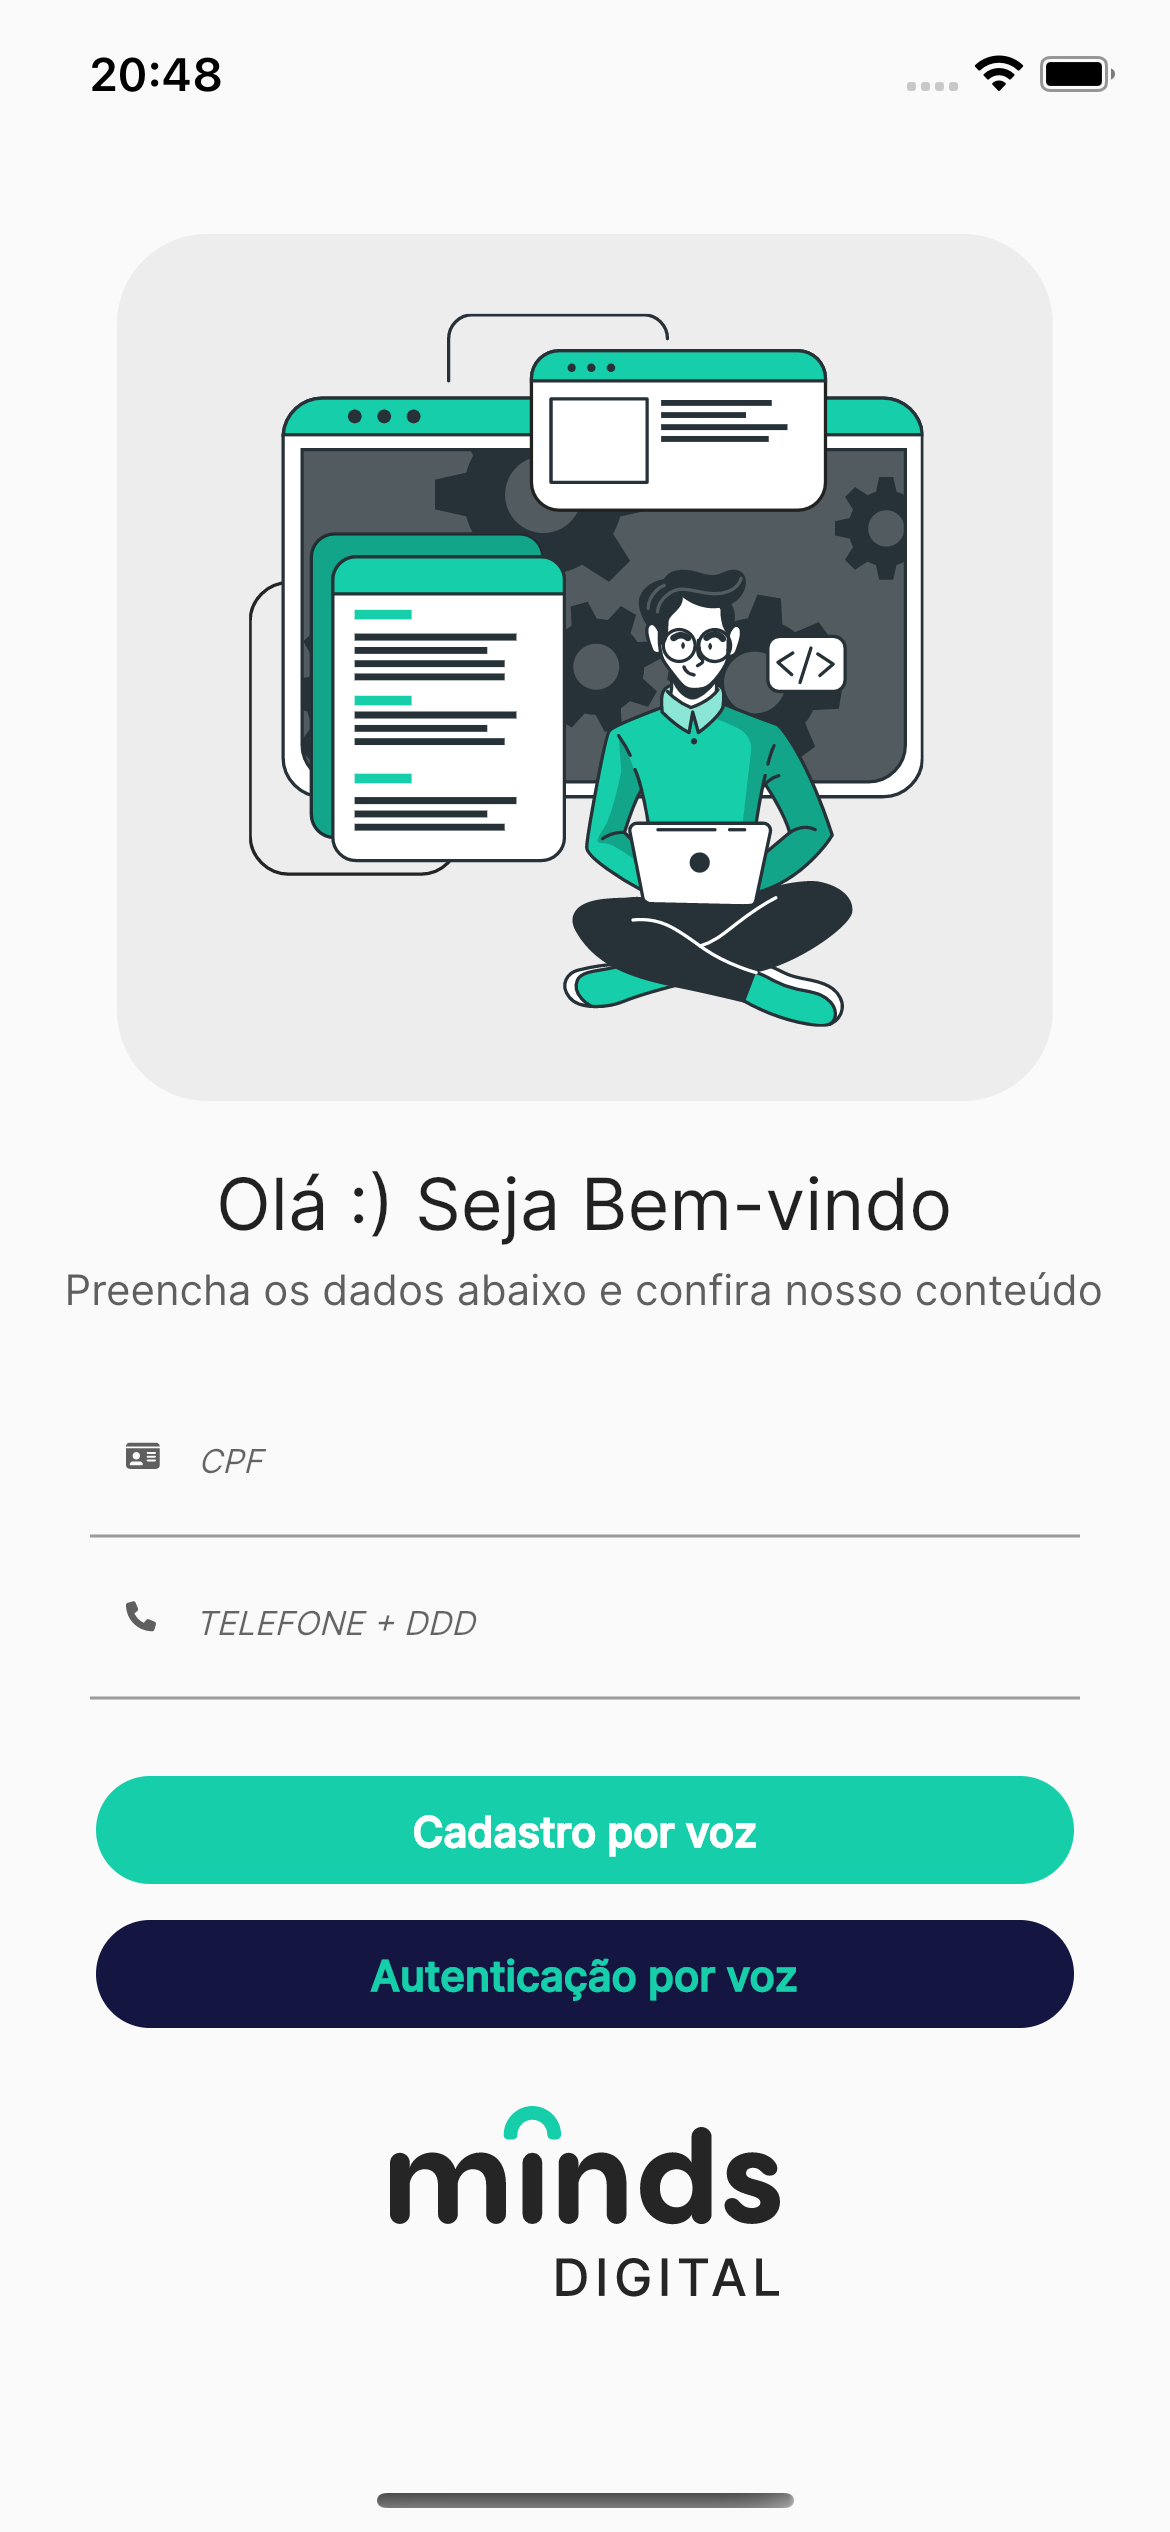 20:48
</>
Olá :) Seja Bem-vindo
Preencha os dados abaixo e confira nosso conteúdo
CPF
TELEFONE + DDD
Cadastro por voz
Autenticação por voz
minds
DIGITAL